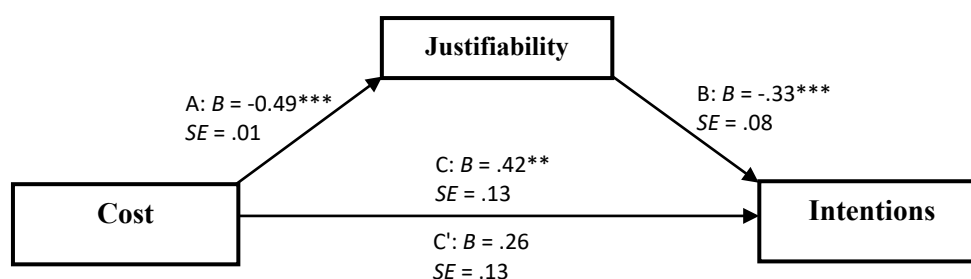 Justifiability
A: B = -0.49***
SE = .01
B: B = -.33***
SE = .08
C: B = .42**
SE = .13
Cost
Intentions
C': B = .26
SE = .13